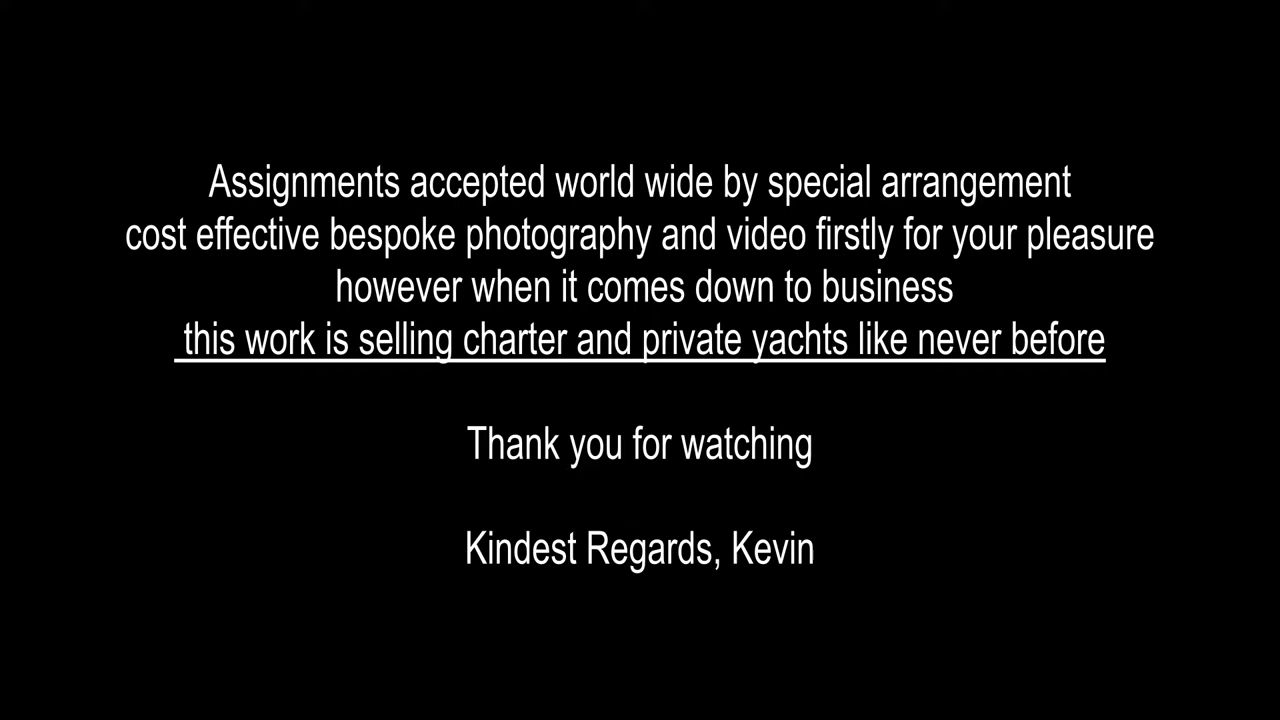 Assignments accepted world wide by special arrangement
cost effective bespoke photography and video firstly for your pleasure
however when it comes down to business
this work is selling charter and private yachts like never before
Thank you for watching
Kindest Regards, Kevin